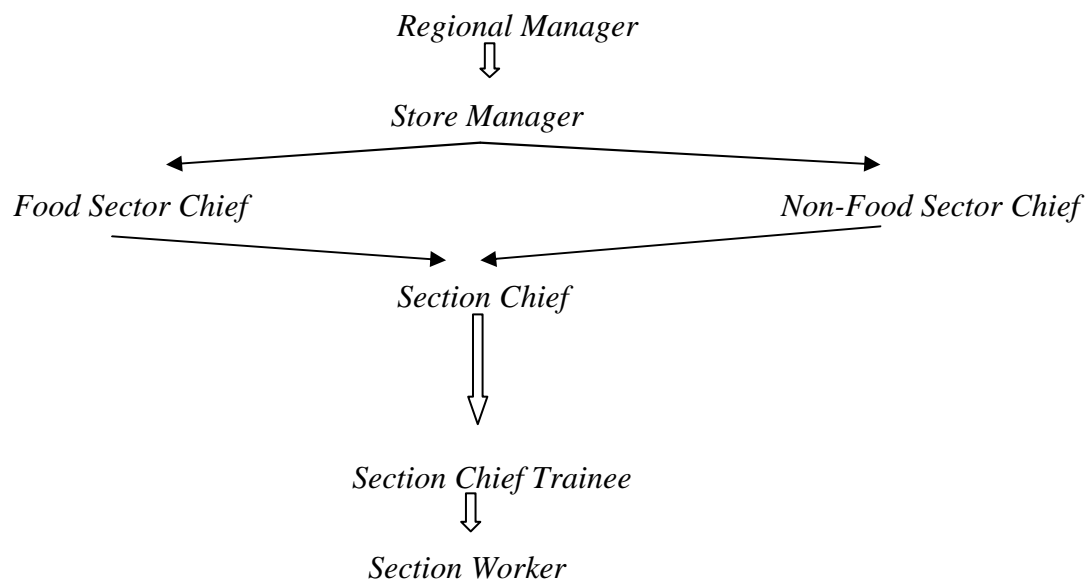 Regional Manager
Store Manager
Food Sector Chief
Non-Food Sector Chief
Section Chief
Section Chief Trainee
Section Worker